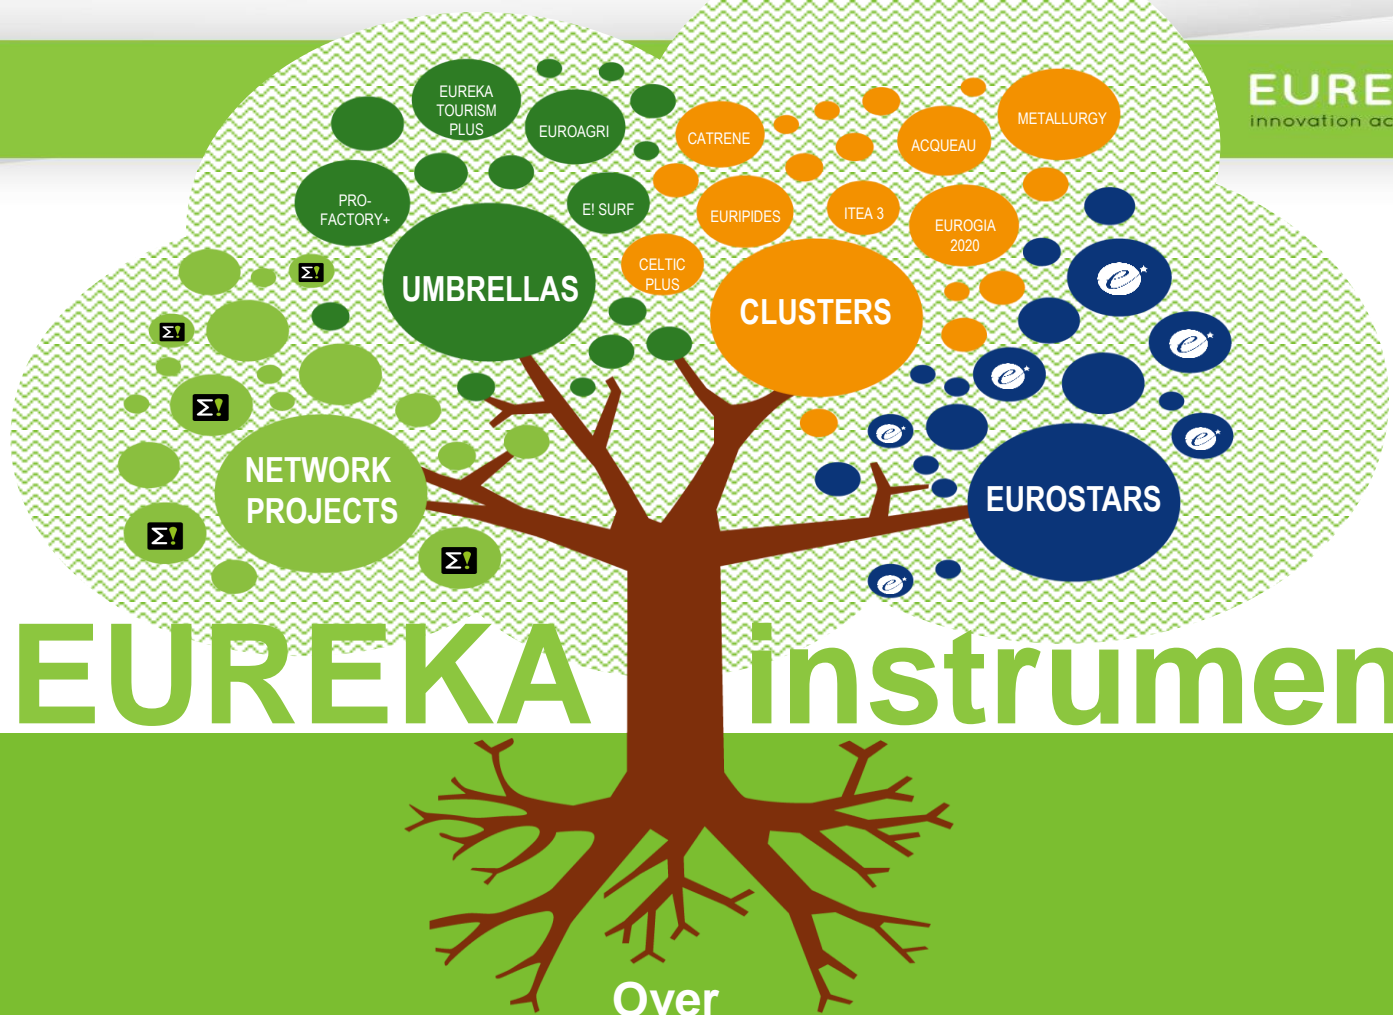 EURE
innovation ac
EUREKA
TOURISM
PLUS
EUROAGRI
PRO-
FACTORY+
E! SURF
UMBRELLAS
CATRENE
ACQUEAU
METALLURGY
EURIPIDES
ITEA 3
EUROGIA
2020
CELTIC
PLUS
CLUSTERS
Σ!
Σ!
Σ!
Σ!
Σ!
NETWORK
PROJECTS
e
e
e
e
e
e
EUROSTARS
EUREKA instrumen
Over